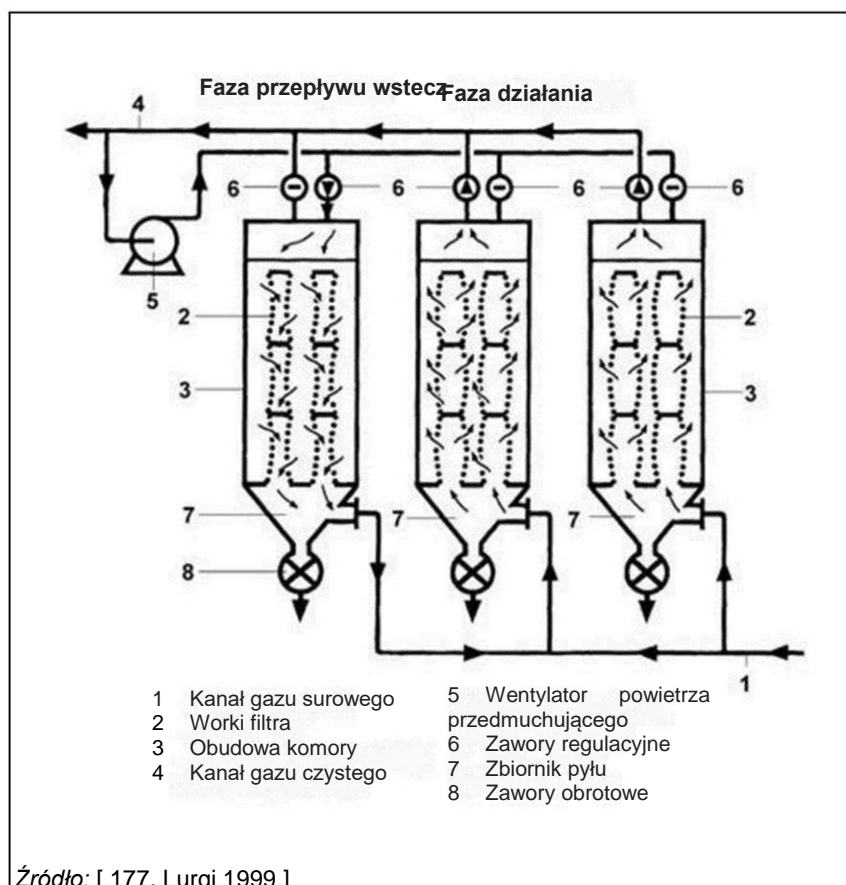 Faza przepływu wstecz Faza działania
4
6 6 6 6
5
2 2
3 3
7 7 7
8
1
1 Kanał gazu surowego
2 Worki filtra
3 Obudowa komory
4 Kanał gazu czystego
5 Wentylator powietrza
przedmuchującego
6 Zawory regulacyjne
7 Zbiornik pyłu
8 Zawory obrotowe
Źródło: [ 177, Lurgi 1999 ]